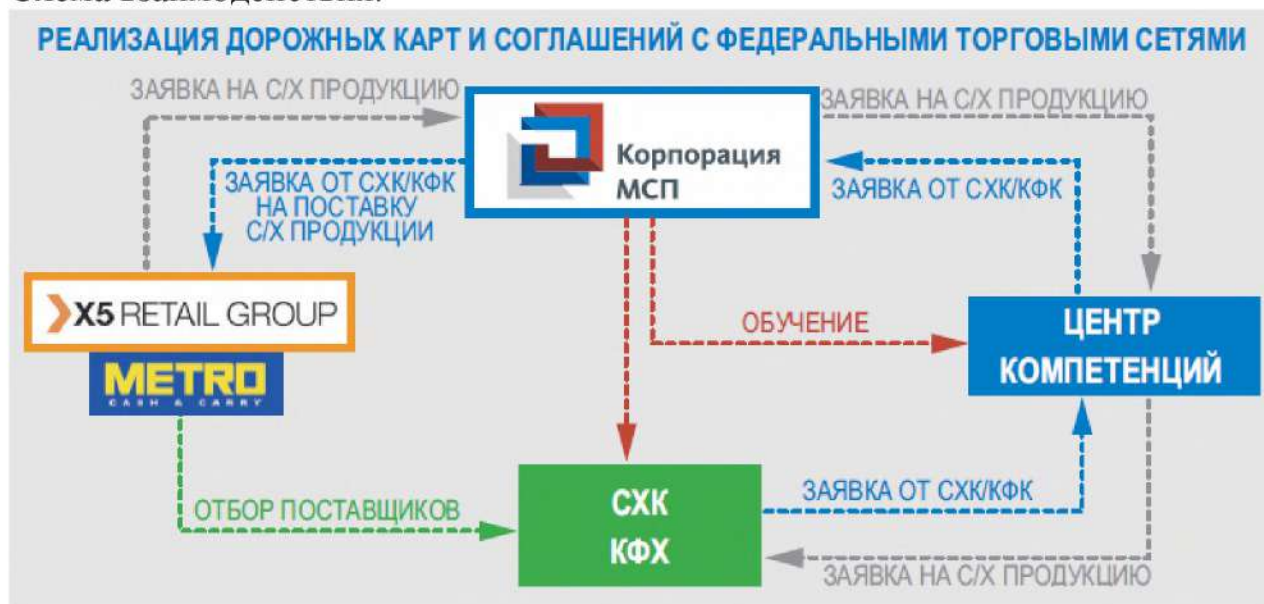 РЕАЛИЗАЦИЯ ДОРОЖНЫХ КАРТ И СОГЛАШЕНИЙ С ФЕДЕРАЛЬНЫМИ ТОРГОВЫМИ СЕТЯМИ
ЗАЯВКА НА С/Х ПРОДУКЦИЮ
ЗАЯВКА НА С/Х ПРОДУКЦИЮ
Корпорация
МСП
ЗАЯВКА ОТ СХК/КФК
НА ПОСТАВКУ
С/Х ПРОДУКЦИИ
ЗАЯВКА ОТ СХК/КФК
X5 RETAIL GROUP
METRO
CASH & CARRY
ОБУЧЕНИЕ
ЦЕНТР
КОМПЕТЕНЦИЙ
ОТБОР ПОСТАВЩИКОВ
СХК
КФХ
ЗАЯВКА ОТ СХК/КФК
ЗАЯВКА НА С/Х ПРОДУКЦИЮ